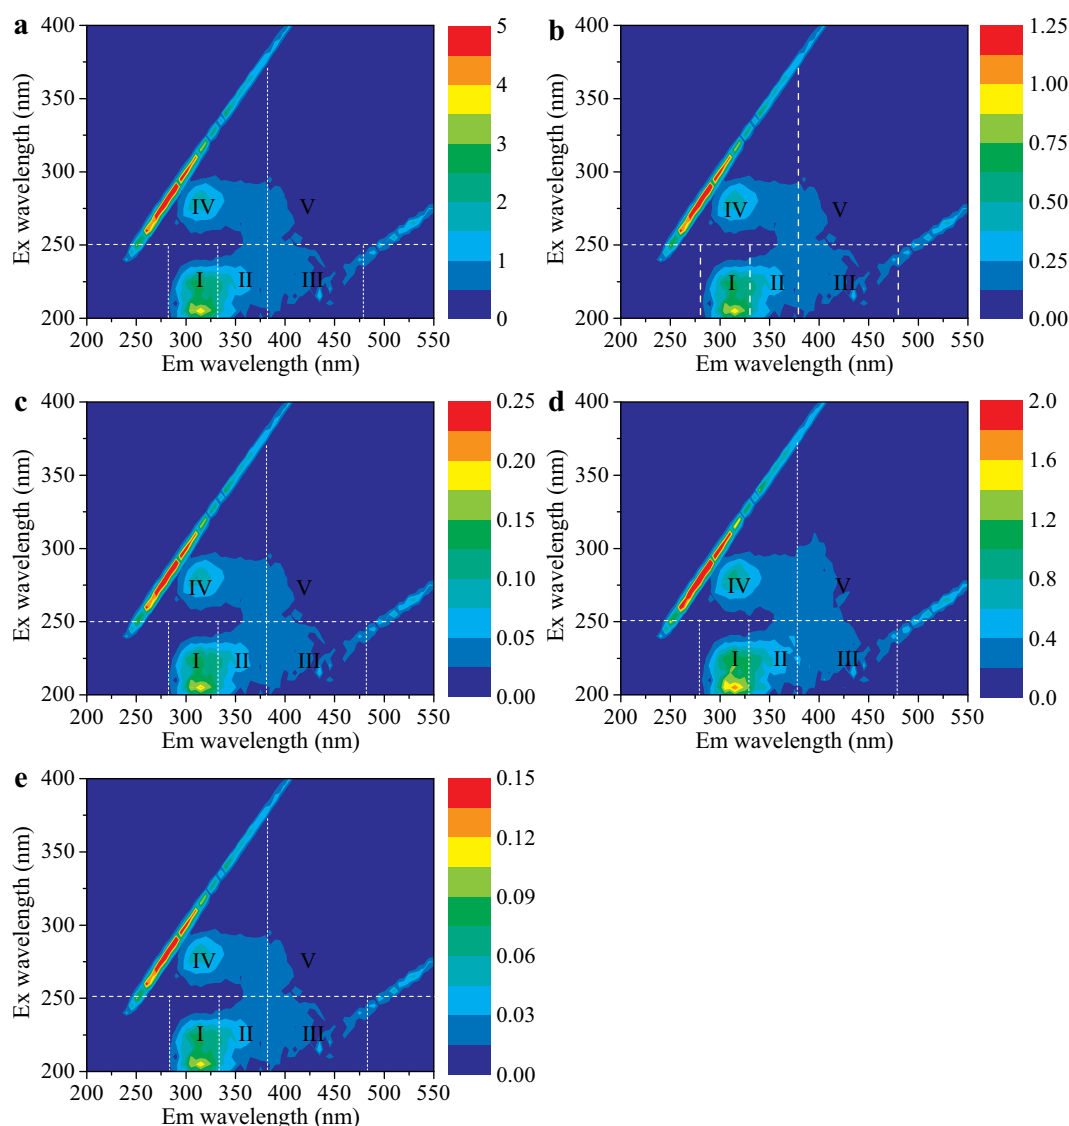 a
400
350
300
250
200
Ex wavelength (nm)
IV
V
I
II
III
200 250 300 350 400 450 500 550
Em wavelength (nm)
5
4
3
2
1
0
b
400
350
300
250
200
Ex wavelength (nm)
IV
V
I
II
III
200 250 300 350 400 450 500 550
Em wavelength (nm)
1.25
1.00
0.75
0.50
0.25
0.00
c
400
350
300
250
200
Ex wavelength (nm)
IV
V
I
II
III
200 250 300 350 400 450 500 550
Em wavelength (nm)
0.25
0.20
0.15
0.10
0.05
0.00
d
400
350
300
250
200
Ex wavelength (nm)
IV
V
I
II
III
200 250 300 350 400 450 500 550
Em wavelength (nm)
2.0
1.6
1.2
0.8
0.4
0.0
e
400
350
300
250
200
Ex wavelength (nm)
IV
V
I
II
III
200 250 300 350 400 450 500 550
Em wavelength (nm)
0.15
0.12
0.09
0.06
0.03
0.00